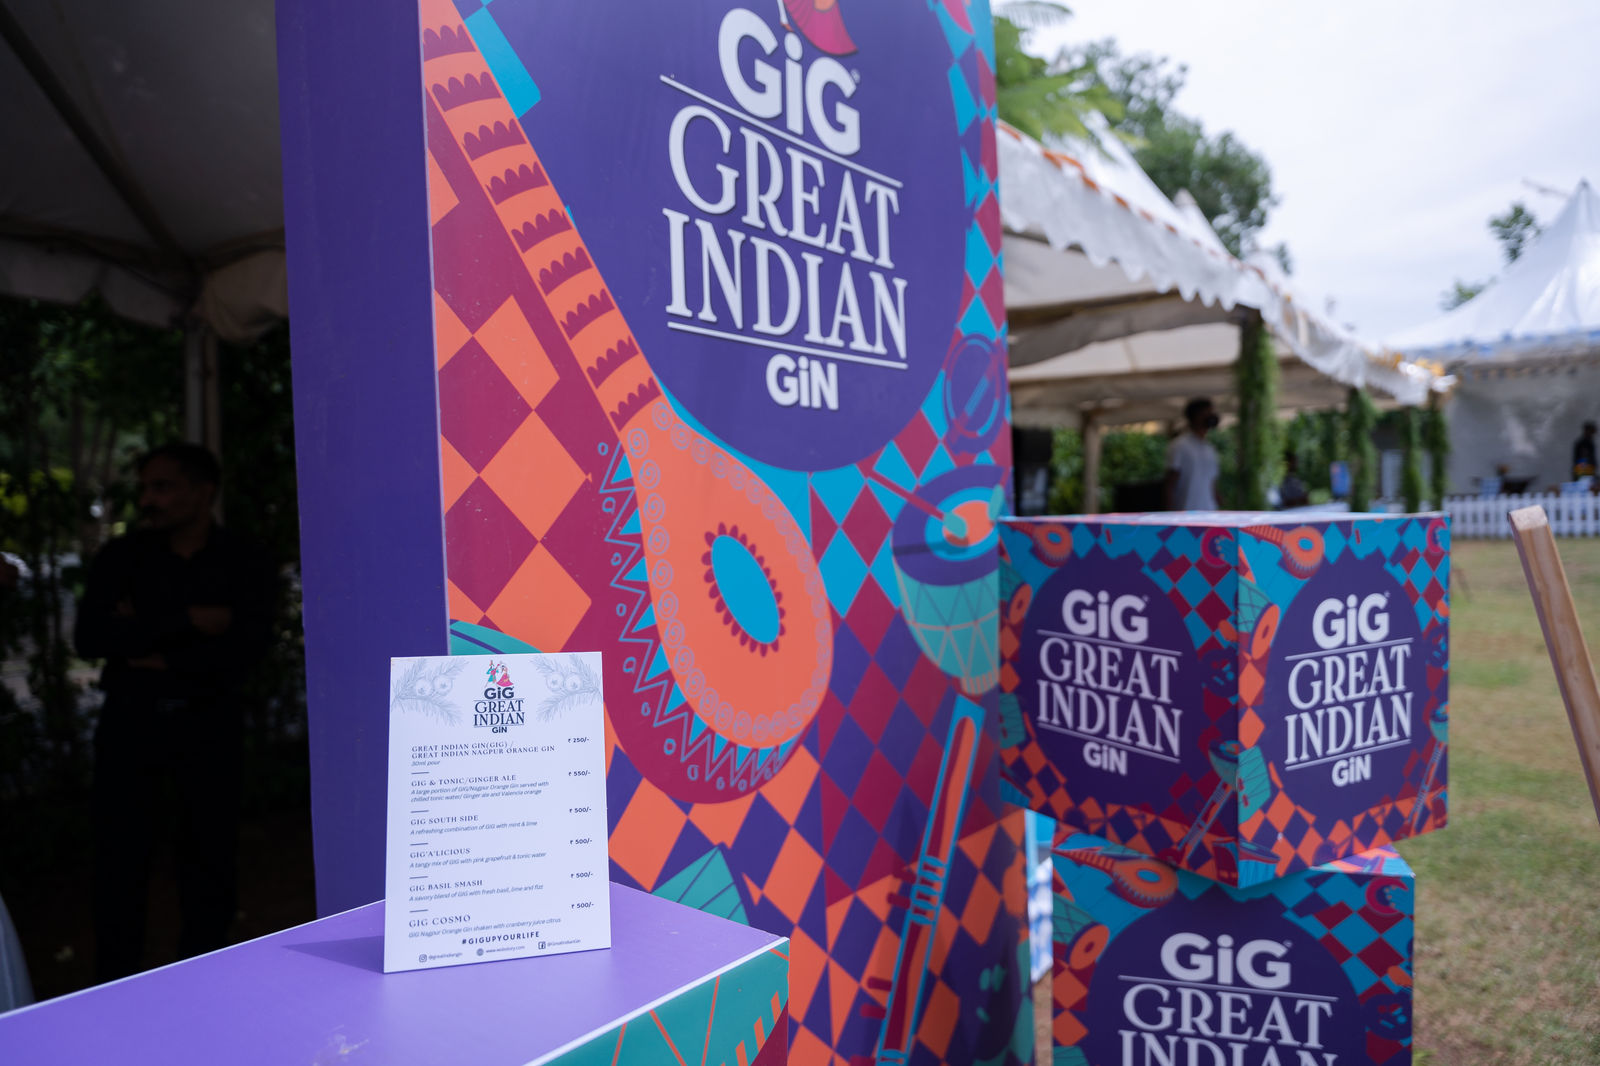 GiG
GREAT
INDIAN
GiN
GiG
GREAT
INDIAN
GiN
GREAT INDIAN GIN(GIG) /
GREAT INDIAN NAGPUR ORANGE GIN ₹ 250/-
30ml pour
GIG & TONIC/GINGER ALE ₹ 550/-
A large portion of GIG/Nagpur Orange Gin served with
chilled tonic water/ Ginger ale and Valencia orange
GIG SOUTH SIDE ₹ 500/-
A refreshing combination of GIG with mint & lime
GIG'A'LICIOUS ₹ 500/-
A tangy mix of GIG with pink grapefruit & tonic water
GIG BASIL SMASH ₹ 500/-
A savory blend of GIG with fresh basil, lime and fizz
GIG COSMO ₹ 500/-
GIG Nagpur Orange Gin shaken with cranberry juice citrus
#GIGUPYOURLIFE
@greatindiangin
@GreatIndianGin
GiG
GREAT
INDIAN
GiN
GiG
GREAT
INDIAN
GiN
GiG
GREAT
INDIAN